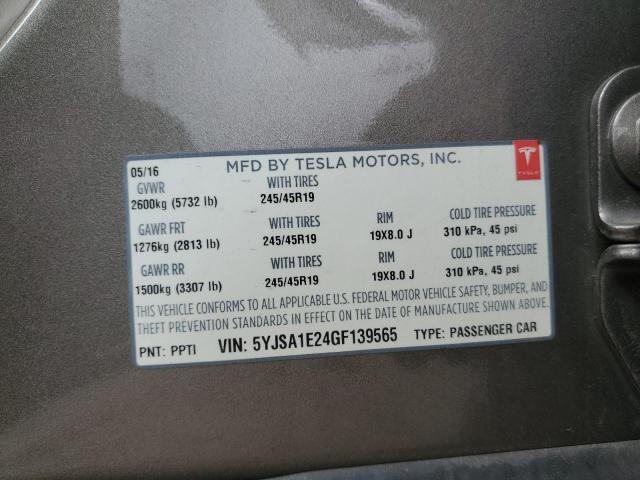 05/16 MFD BY TESLA MOTORS, INC.
TESLA
GVWR WITH TIRES
2600kg (5732 lb) 245/45R19
GAWR FRT WITH TIRES RIM COLD TIRE PRESSURE
1276kg (2813 lb) 245/45R19 19X8.0 J 310 kPa, 45 psi
GAWR RR WITH TIRES RIM COLD TIRE PRESSURE
1500kg (3307 lb) 245/45R19 19X8.0 J 310 kPa, 45 psi
THIS VEHICLE CONFORMS TO ALL APPLICABLE U.S. FEDERAL MOTOR VEHICLE SAFETY, BUMPER, AND
THEFT PREVENTION STANDARDS IN EFFECT ON THE DATE OF MANUFACTURE SHOWN ABOVE.
PNT: PPTI VIN: 5YJSA1E24GF139565 TYPE: PASSENGER CAR